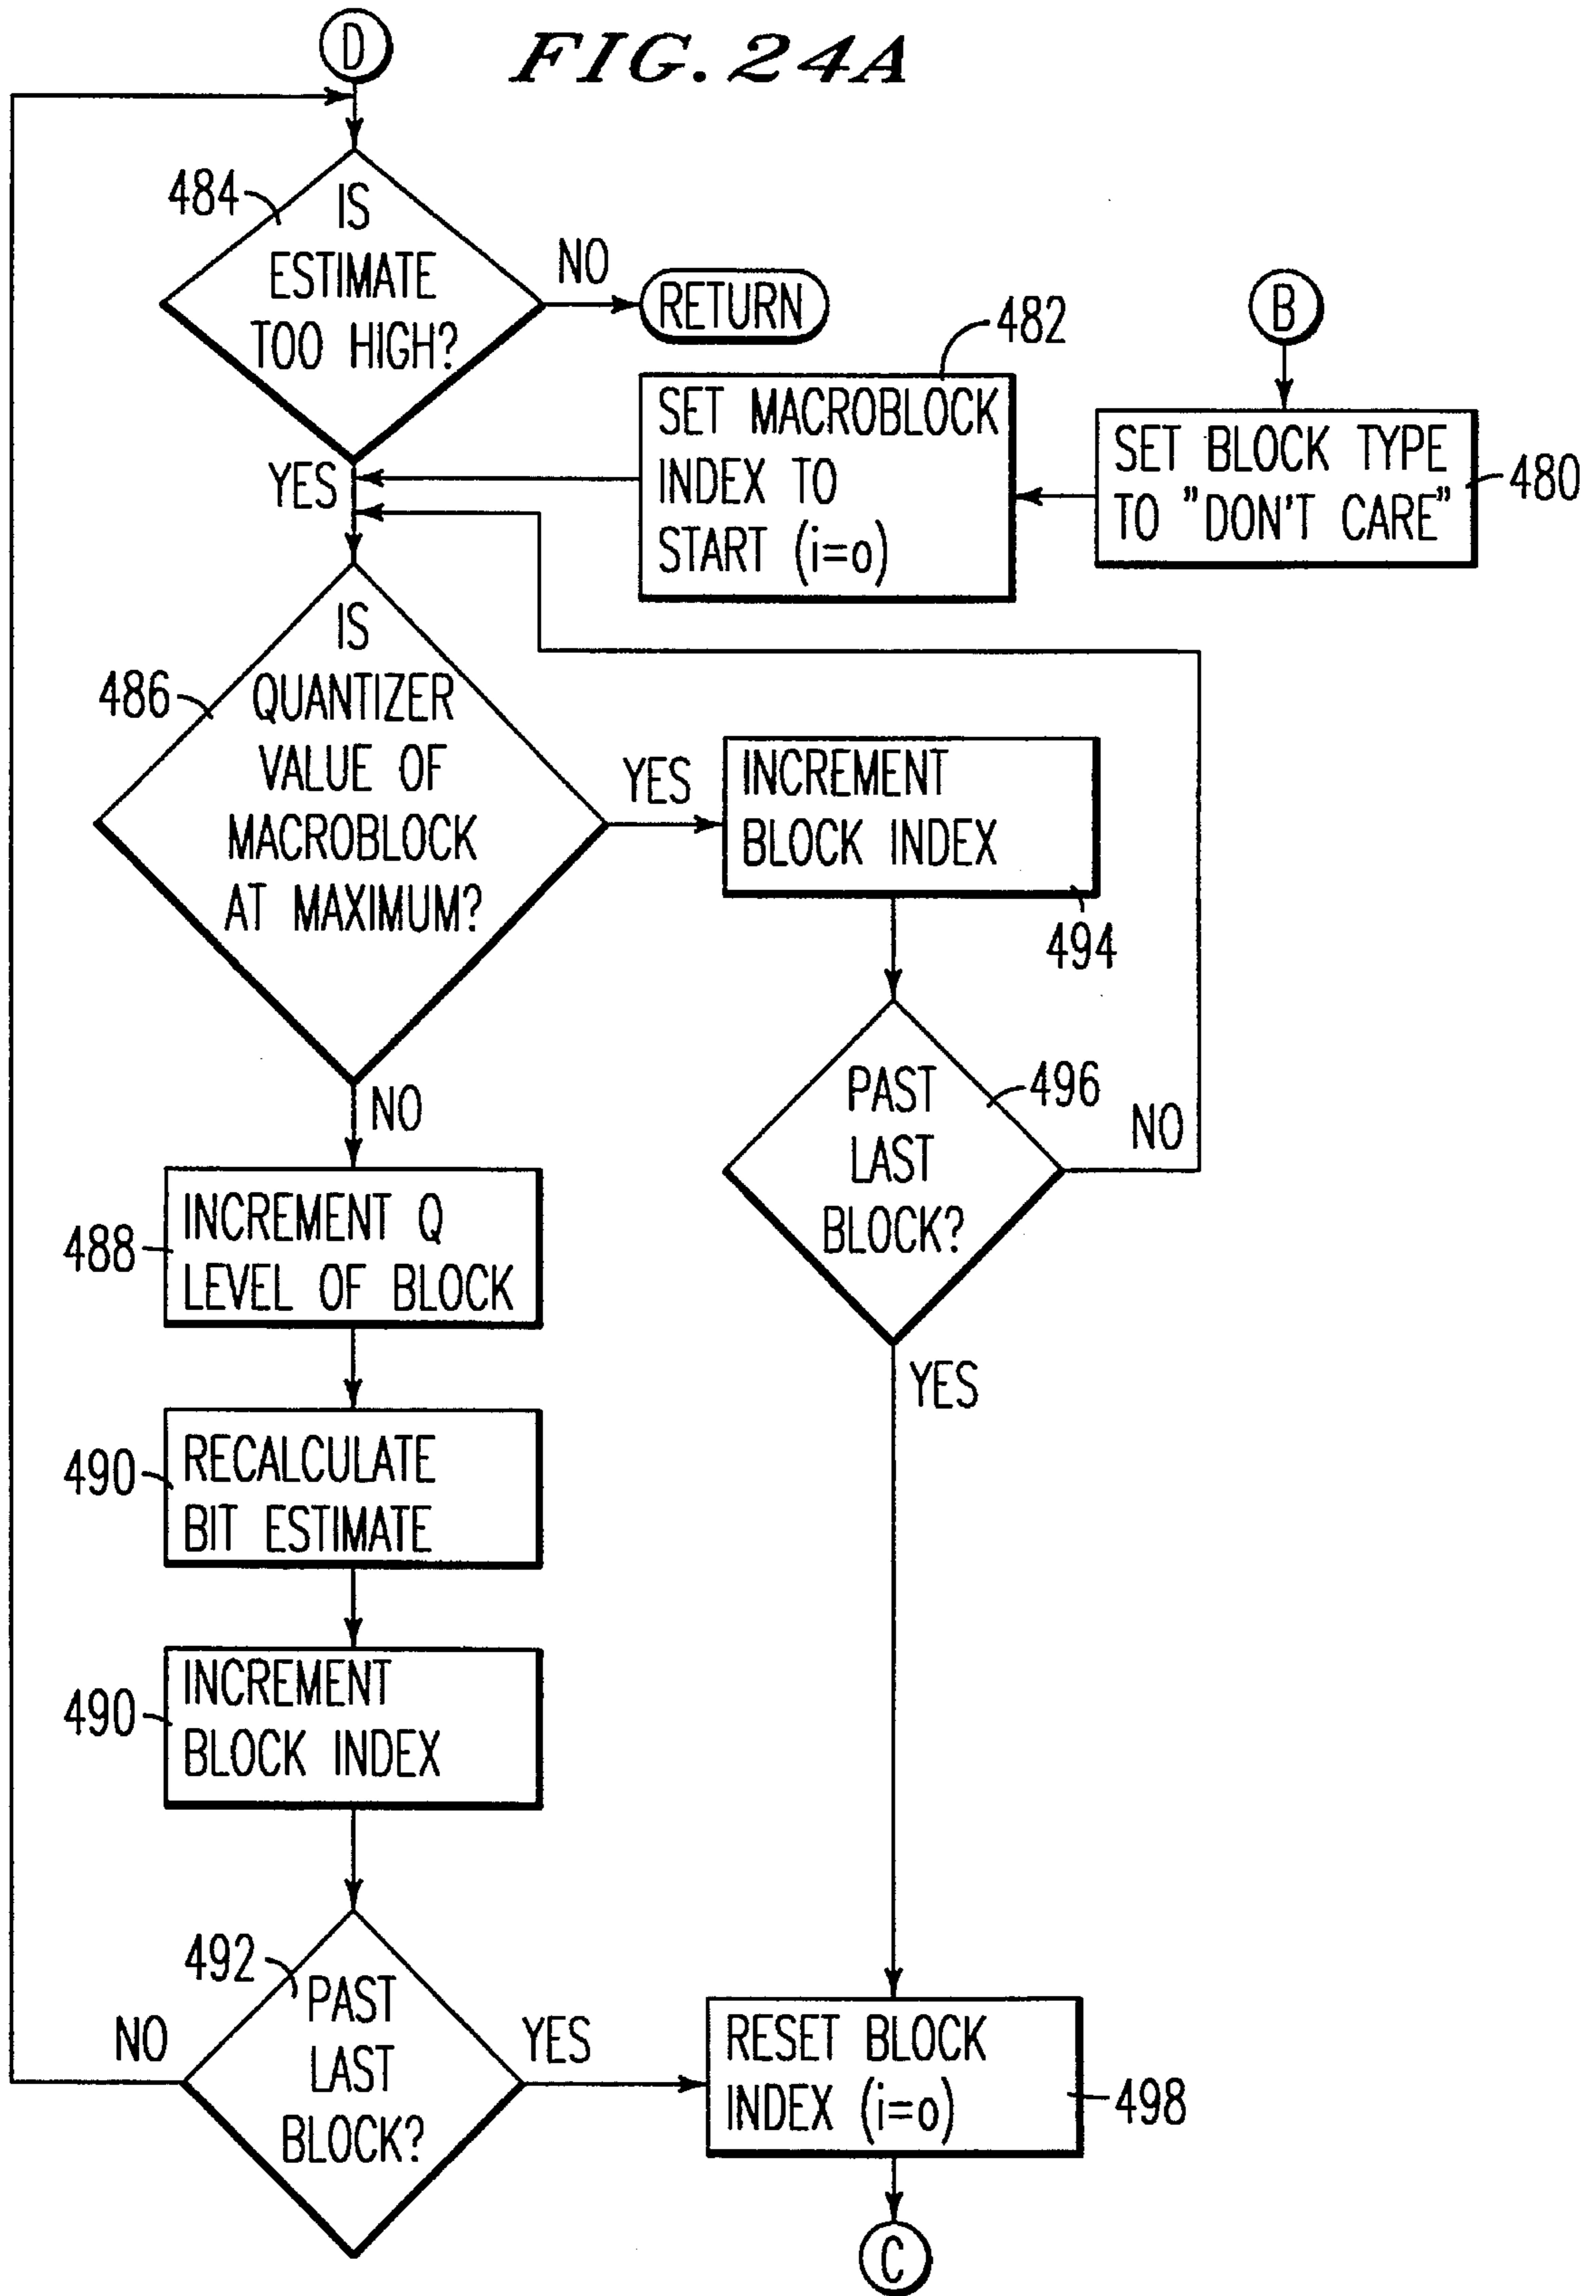 D
FIG. 24A
484
IS
ESTIMATE
TOO HIGH?
NO
RETURN
YES
B
SET BLOCK TYPE
TO "DON'T CARE"
480
482
SET MACROBLOCK
INDEX TO
START (i=o)
486
IS
QUANTIZER
VALUE OF
MACROBLOCK
AT MAXIMUM?
YES
INCREMENT
BLOCK INDEX
494
NO
PAST
LAST
BLOCK?
496
NO
YES
488
INCREMENT Q
LEVEL OF BLOCK
490
RECALCULATE
BIT ESTIMATE
490
INCREMENT
BLOCK INDEX
492
PAST
LAST
BLOCK?
NO
YES
RESET BLOCK
INDEX (i=o)
498
C